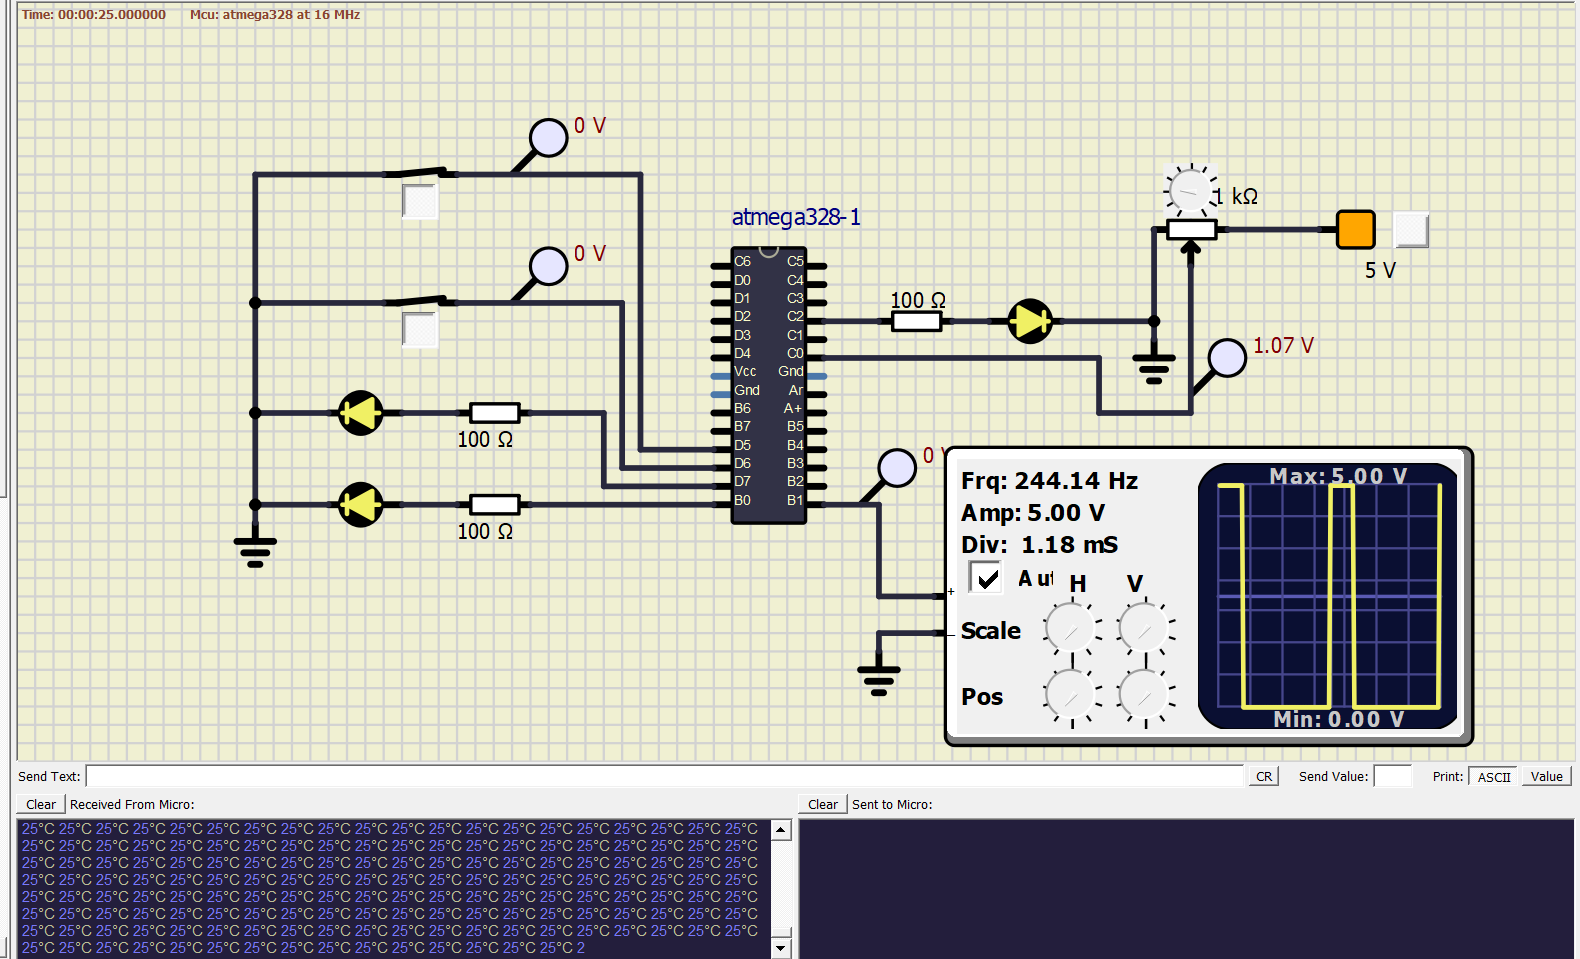 Time: 00:00:25.000000 Mcu: atmega328 at 16 MHz
0 V
0 V
atmega328-1
1 kΩ
5 V
C6 C5
D0 C4
D1 C3
D2 C2
D3 C1
D4 C0
Vcc Gnd
Gnd Ar
B6 A+
B7 B5
D5 B4
D6 B3
D7 B2
B0 B1
100 Ω
1.07 V
100 Ω
100 Ω
0 V
Frq: 244.14 Hz
Amp: 5.00 V
Div: 1.18 mS
Aut H V
+
Scale
–
Pos
Max: 5.00 V
Min: 0.00 V
Send Text: CR Send Value: Print: ASCII Value
Clear Received From Micro: Clear Sent to Micro:
25°C 25°C 25°C 25°C 25°C 25°C 25°C 25°C 25°C 25°C 25°C 25°C 25°C 25°C 25°C 25°C 25°C 25°C 25°C 25°C
25°C 25°C 25°C 25°C 25°C 25°C 25°C 25°C 25°C 25°C 25°C 25°C 25°C 25°C 25°C 25°C 25°C 25°C 25°C 25°C
25°C 25°C 25°C 25°C 25°C 25°C 25°C 25°C 25°C 25°C 25°C 25°C 25°C 25°C 25°C 25°C 25°C 25°C 25°C 25°C
25°C 25°C 25°C 25°C 25°C 25°C 25°C 25°C 25°C 25°C 25°C 25°C 25°C 25°C 25°C 25°C 25°C 25°C 25°C 25°C
25°C 25°C 25°C 25°C 25°C 25°C 25°C 25°C 25°C 25°C 25°C 25°C 25°C 25°C 25°C 25°C 25°C 25°C 25°C 25°C
25°C 25°C 25°C 25°C 25°C 25°C 25°C 25°C 25°C 25°C 25°C 25°C 25°C 25°C 25°C 25°C 25°C 25°C 25°C 25°C
25°C 25°C 25°C 25°C 25°C 25°C 25°C 25°C 25°C 25°C 25°C 25°C 25°C 25°C 25°C 25°C 25°C 25°C 25°C 25°C
25°C 25°C 25°C 25°C 25°C 25°C 25°C 25°C 25°C 25°C 25°C 25°C 25°C 25°C 25°C 2